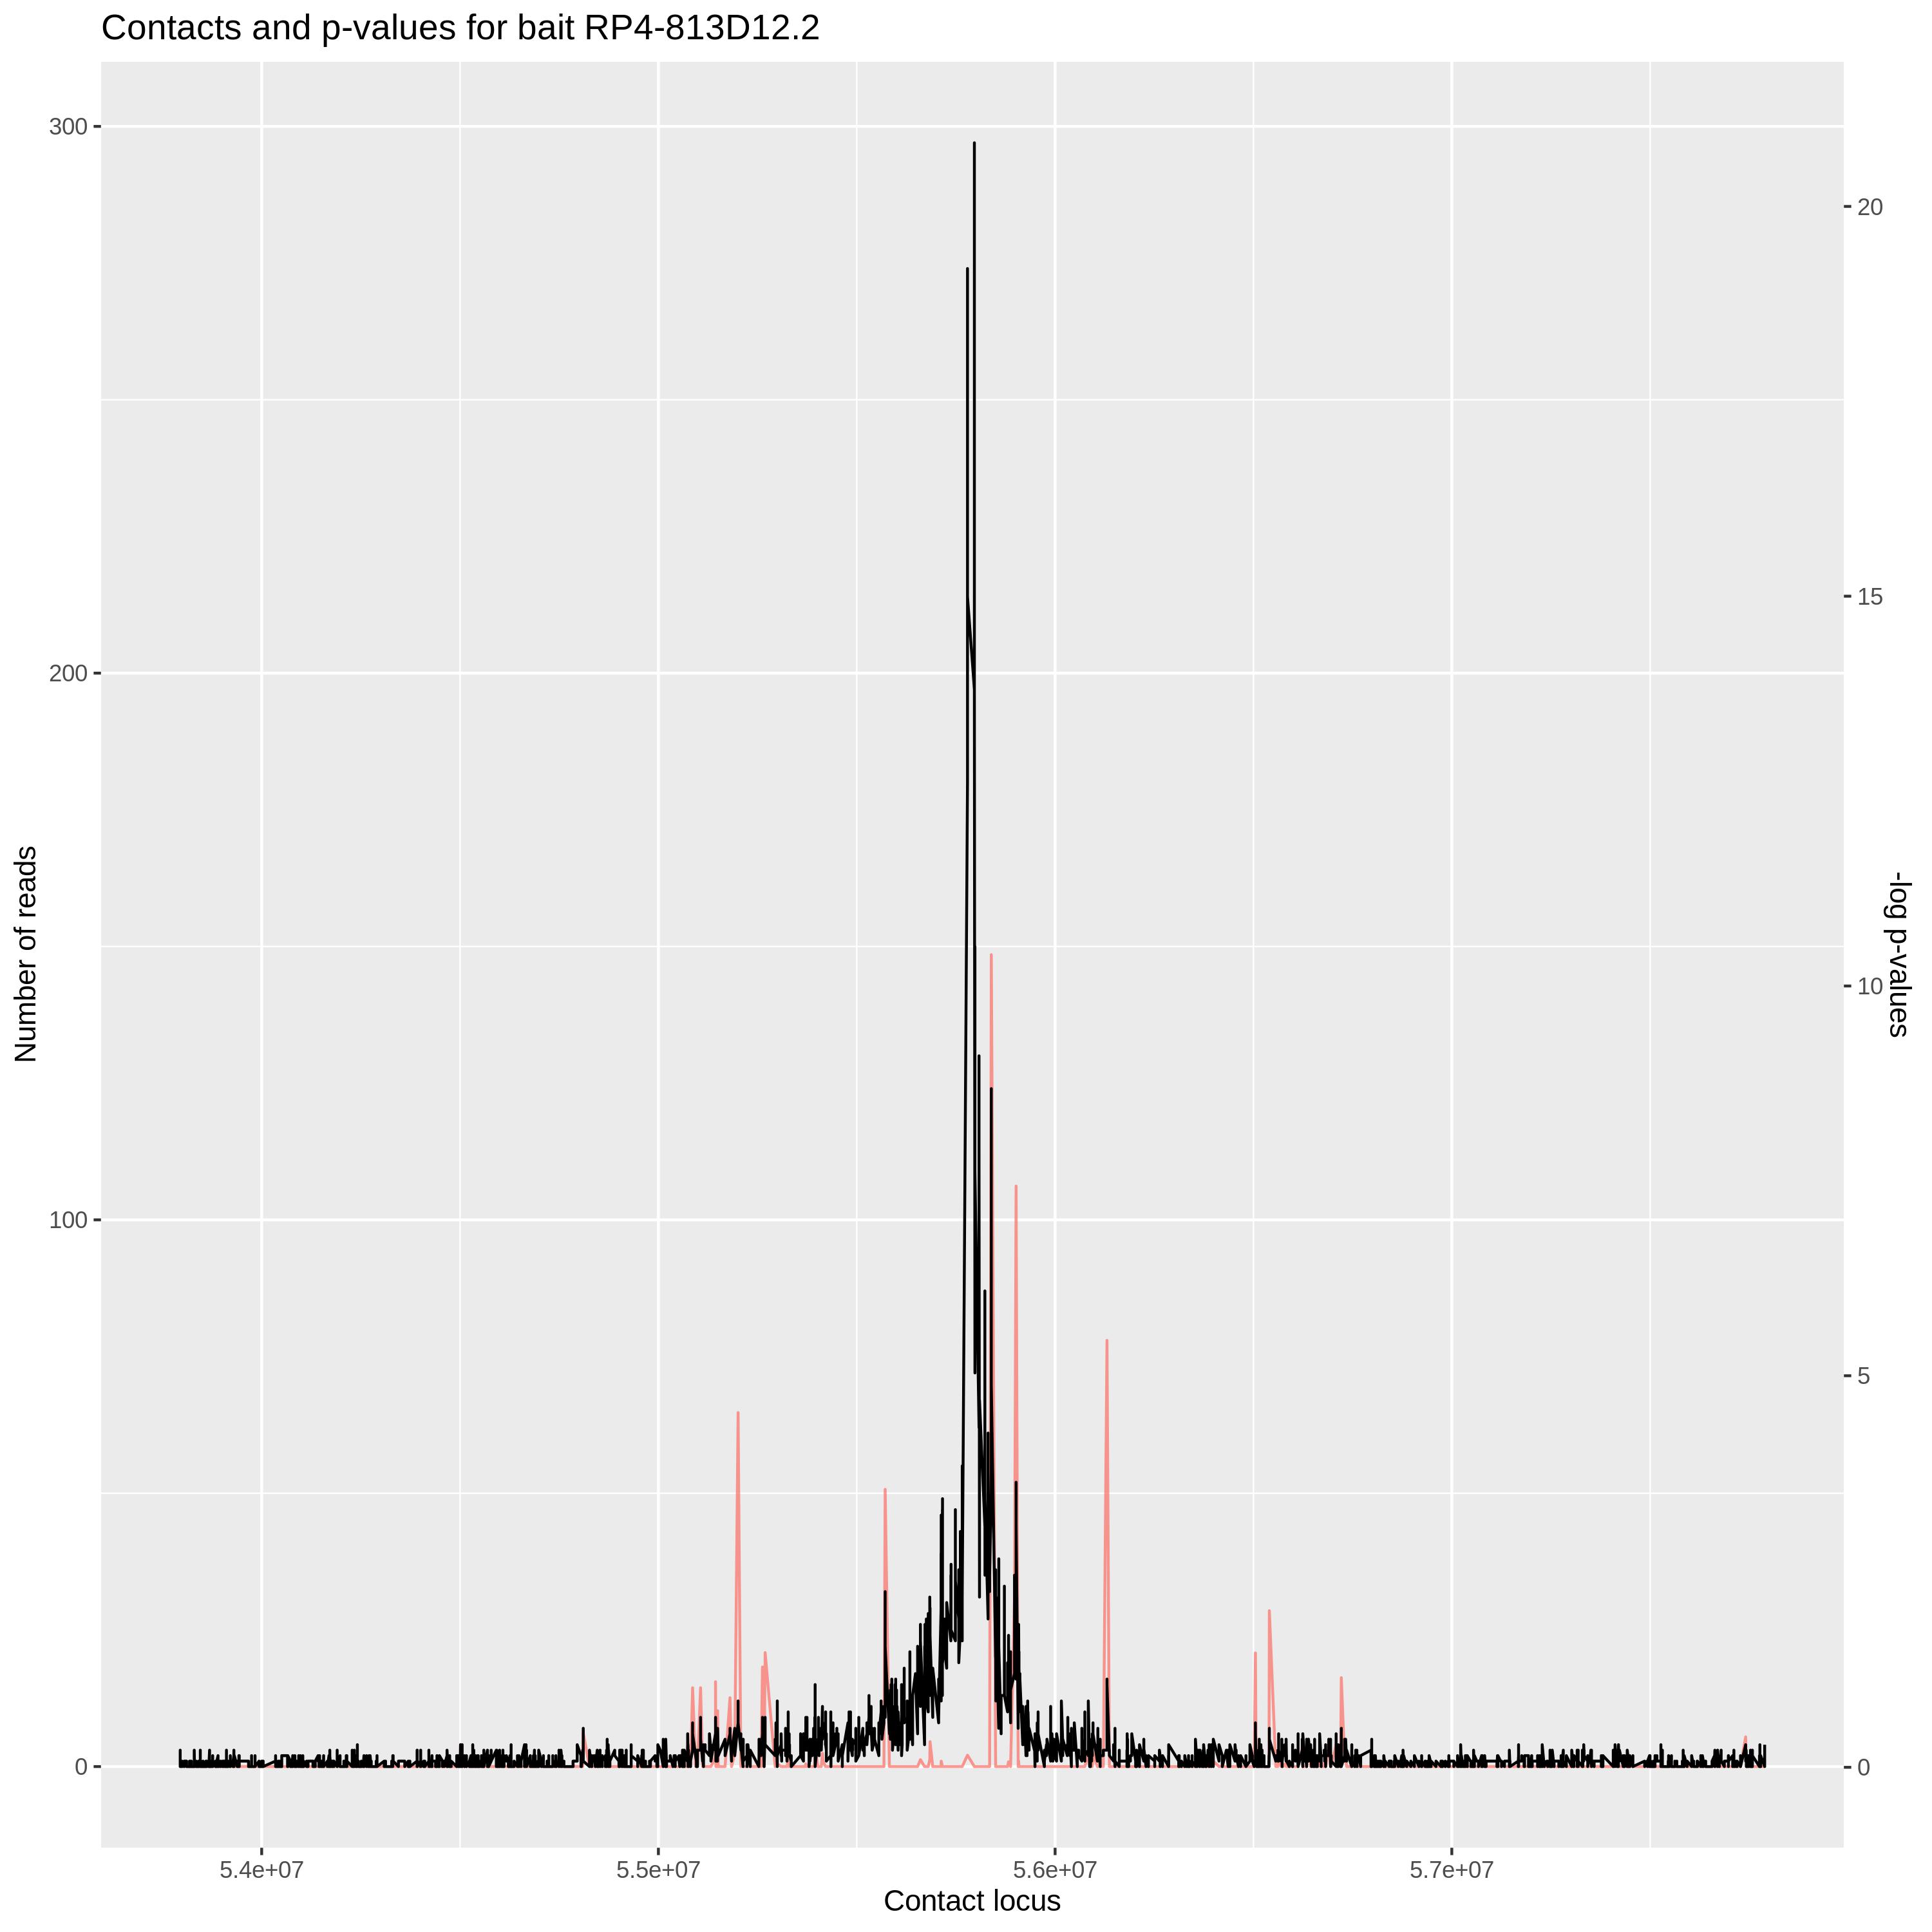 Contacts and p-values for bait RP4-813D12.2
300
200
100
0
Number of reads
20
15
10
5
0
-log p-values
5.4e+07
5.5e+07
5.6e+07
5.7e+07
Contact locus